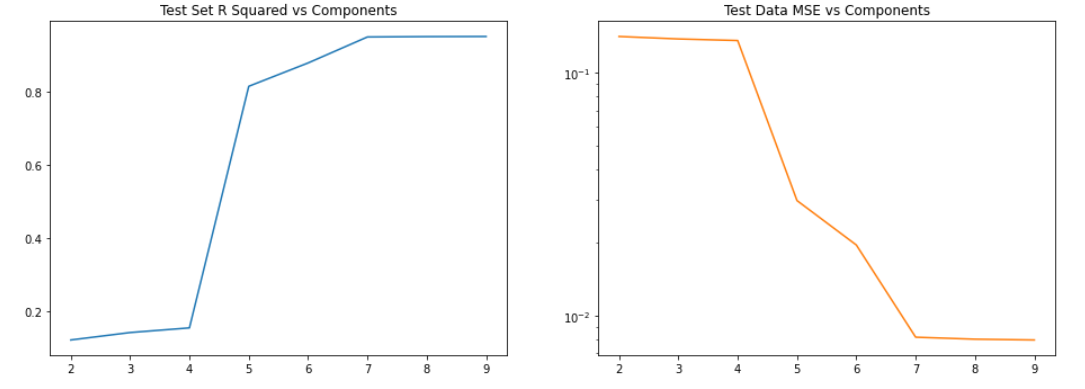 Test Set R Squared vs Components
0.8
0.6
0.4
0.2
2 3 4 5 6 7 8 9
Test Data MSE vs Components
10⁻¹
10⁻²
2 3 4 5 6 7 8 9